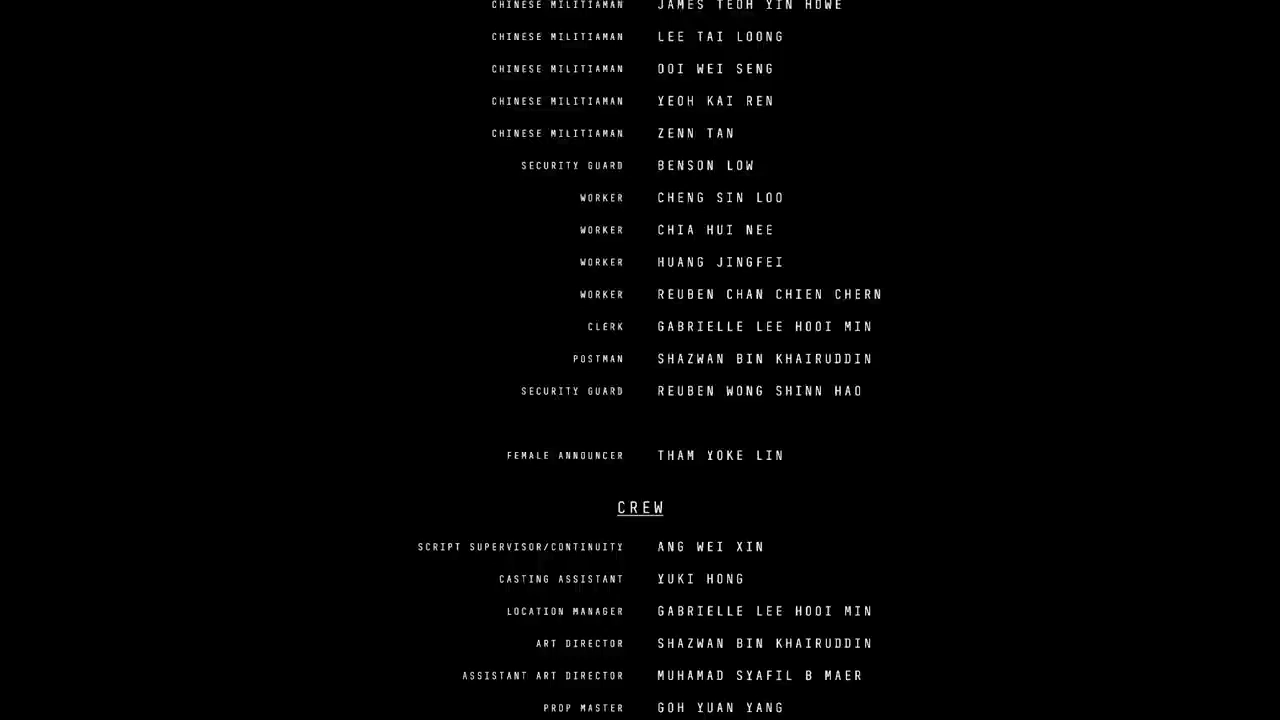 CHINESE MILITIAMAN JAMES TEOH YIN HOWE
CHINESE MILITIAMAN LEE TAI LOONG
CHINESE MILITIAMAN OOI WEI SENG
CHINESE MILITIAMAN YEOH KAI REN
CHINESE MILITIAMAN ZENN TAN
SECURITY GUARD BENSON LOW
WORKER CHENG SIN LOO
WORKER CHIA HUI NEE
WORKER HUANG JINGFEI
WORKER REUBEN CHAN CHIEN CHERN
CLERK GABRIELLE LEE HOOI MIN
POSTMAN SHAZWAN BIN KHAIRUDDIN
SECURITY GUARD REUBEN WONG SHINN HAO
FEMALE ANNOUNCER THAM YOKE LIN
CREW
SCRIPT SUPERVISOR/CONTINUITY ANG WEI XIN
CASTING ASSISTANT YUKI HONG
LOCATION MANAGER GABRIELLE LEE HOOI MIN
ART DIRECTOR SHAZWAN BIN KHAIRUDDIN
ASSISTANT ART DIRECTOR MUHAMAD SYAFIL B MAER
PROP MASTER GOH YUAN YANG